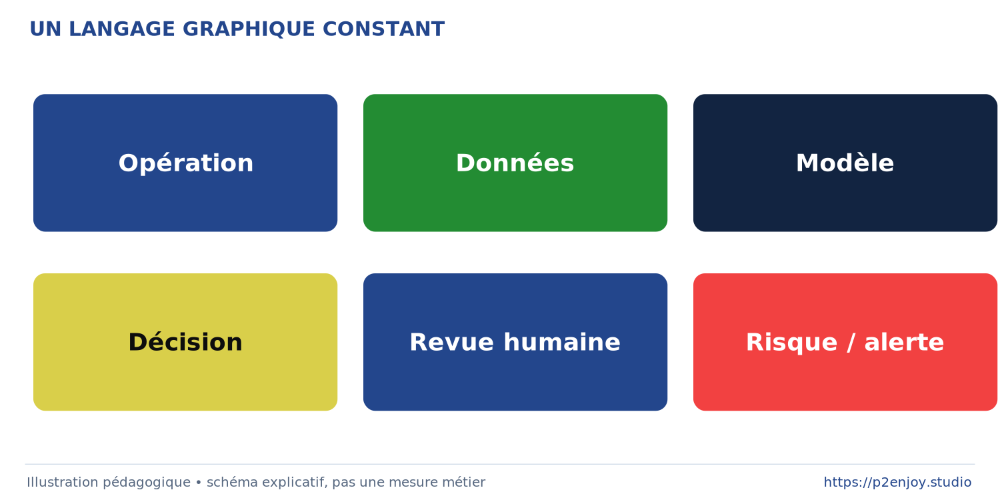 UN LANGAGE GRAPHIQUE CONSTANT
Opération
Données
Modèle
Décision
Revue humaine
Risque / alerte
Illustration pédagogique • schéma explicatif, pas une mesure métier
https://p2enjoy.studio